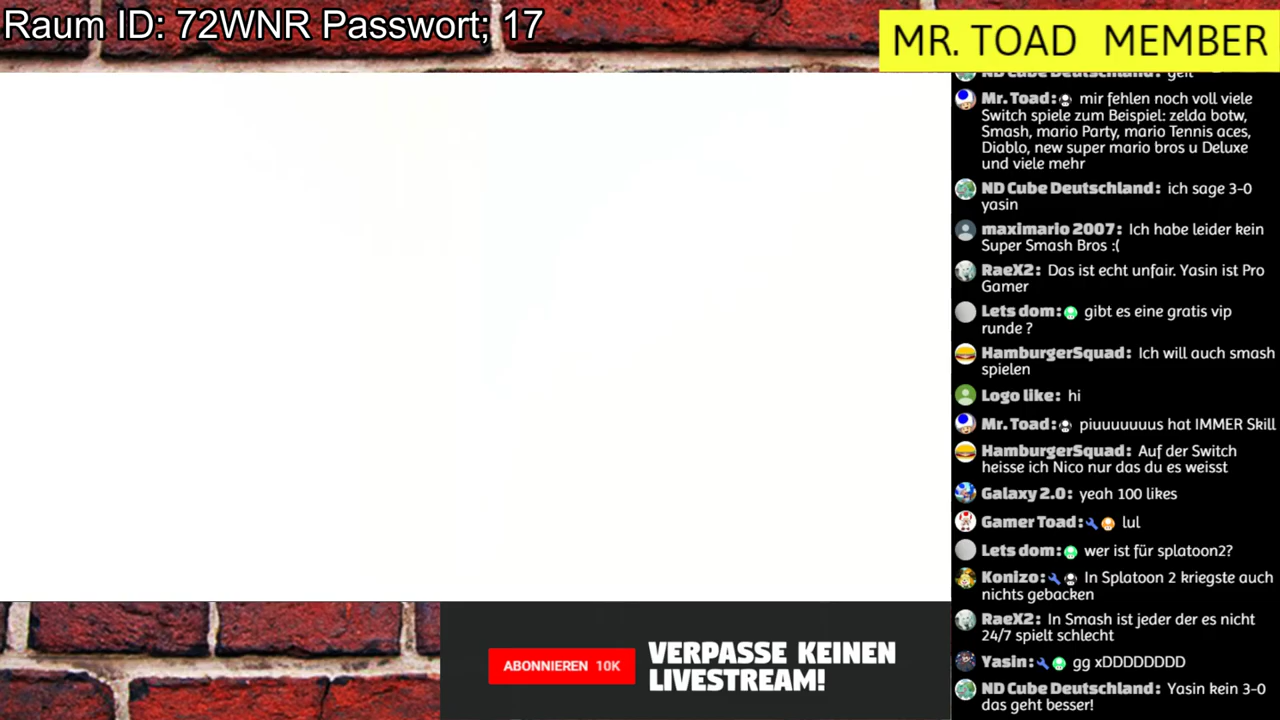 Raum ID: 72WNR Passwort; 17
MR. TOAD MEMBER
ND Cube Deutschland: geil
Mr. Toad: mir fehlen noch voll viele
Switch spiele zum Beispiel: zelda botw,
Smash, mario Party, mario Tennis aces,
Diablo, new super mario bros u Deluxe
und viele mehr
ND Cube Deutschland: ich sage 3-0
yasin
maximario 2007: Ich habe leider kein
Super Smash Bros :(
RaeX2: Das ist echt unfair. Yasin ist Pro
Gamer
Lets dom: gibt es eine gratis vip
runde ?
HamburgerSquad: Ich will auch smash
spielen
Logo like: hi
Mr. Toad: piuuuuuuus hat IMMER Skill
HamburgerSquad: Auf der Switch
heisse ich Nico nur das du es weisst
Galaxy 2.0: yeah 100 likes
Gamer Toad: lul
Lets dom: wer ist für splatoon2?
Konizo: In Splatoon 2 kriegste auch
nichts gebacken
RaeX2: In Smash ist jeder der es nicht
24/7 spielt schlecht
Yasin: gg xDDDDDDDD
ND Cube Deutschland: Yasin kein 3-0
das geht besser!
ABONNIEREN 10K
VERPASSE KEINEN
LIVESTREAM!